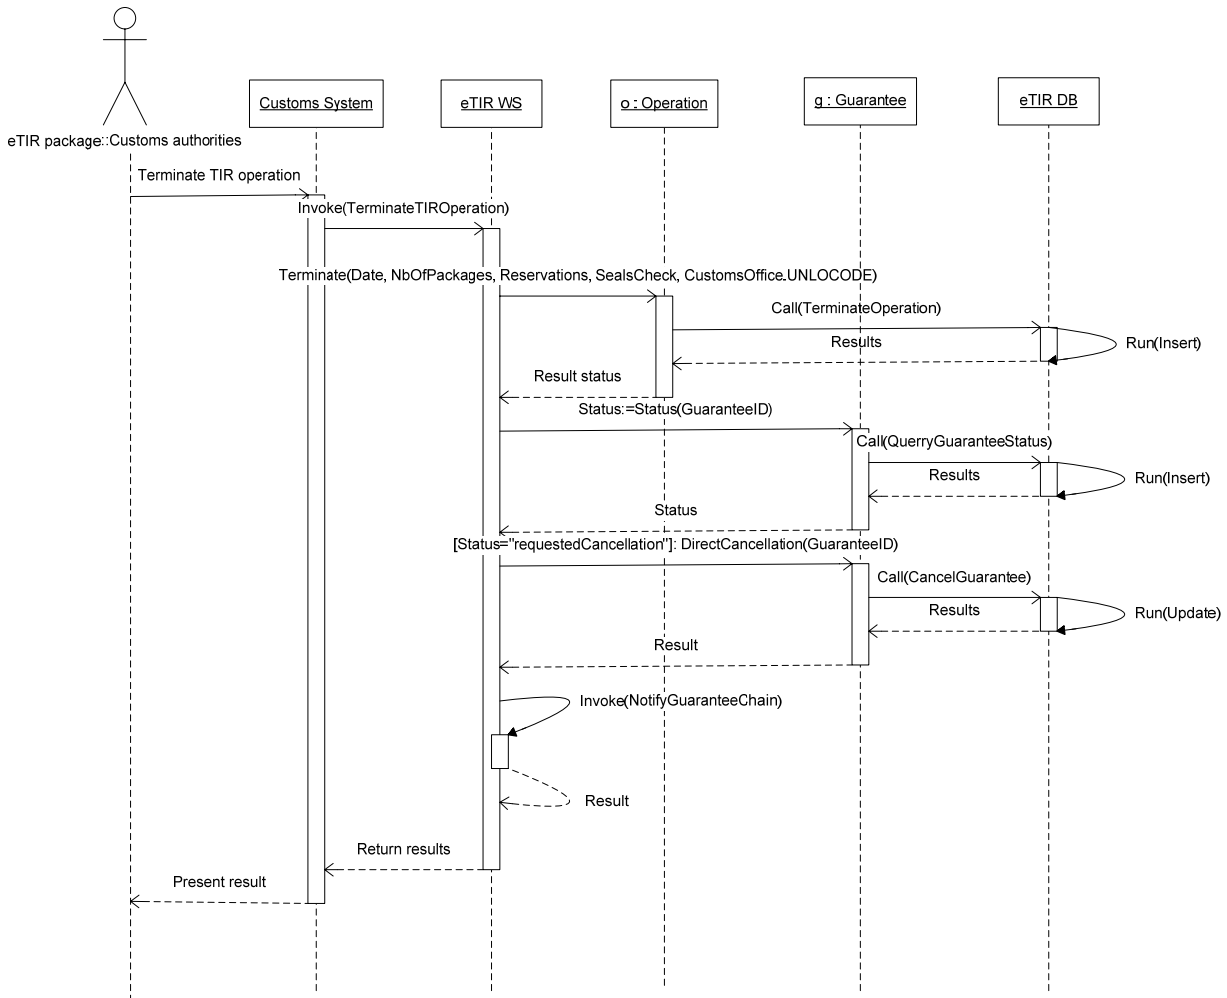 Customs System
eTIR WS
o : Operation
g : Guarantee
eTIR DB
eTIR package::Customs authorities
Terminate TIR operation
Invoke(TerminateTIROperation)
Terminate(Date, NbOfPackages, Reservations, SealsCheck, CustomsOffice.UNLOCODE)
Call(TerminateOperation)
Results
Run(Insert)
Result status
Status:=Status(GuaranteeID)
Call(QuerryGuaranteeStatus)
Results
Run(Insert)
Status
[Status="requestedCancellation"]: DirectCancellation(GuaranteeID)
Call(CancelGuarantee)
Results
Run(Update)
Result
Invoke(NotifyGuaranteeChain)
Result
Return results
Present result